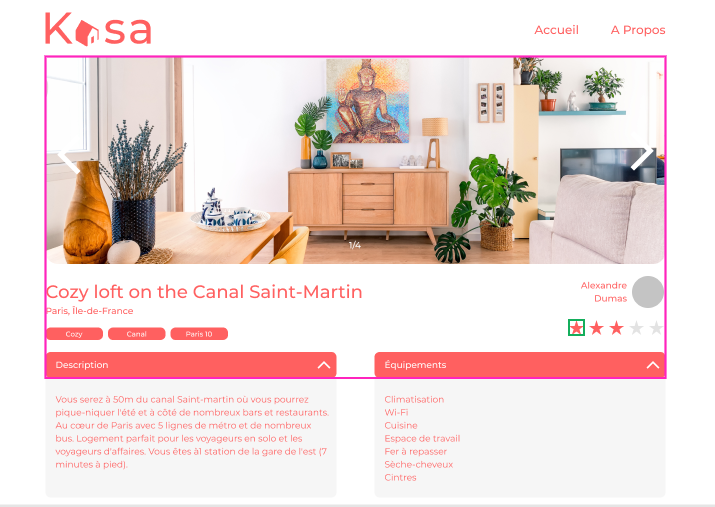 Kasa
Accueil
A Propos
1/4
Cozy loft on the Canal Saint-Martin
Paris, Île-de-France
Cozy
Canal
Paris 10
Alexandre
Dumas
Description
Vous serez à 50m du canal Saint-martin où vous pourrez
pique-niquer l'été et à côté de nombreux bars et restaurants.
Au cœur de Paris avec 5 lignes de métro et de nombreux
bus. Logement parfait pour les voyageurs en solo et les
voyageurs d'affaires. Vous êtes à1 station de la gare de l'est (7
minutes à pied).
Équipements
Climatisation
Wi-Fi
Cuisine
Espace de travail
Fer à repasser
Sèche-cheveux
Cintres